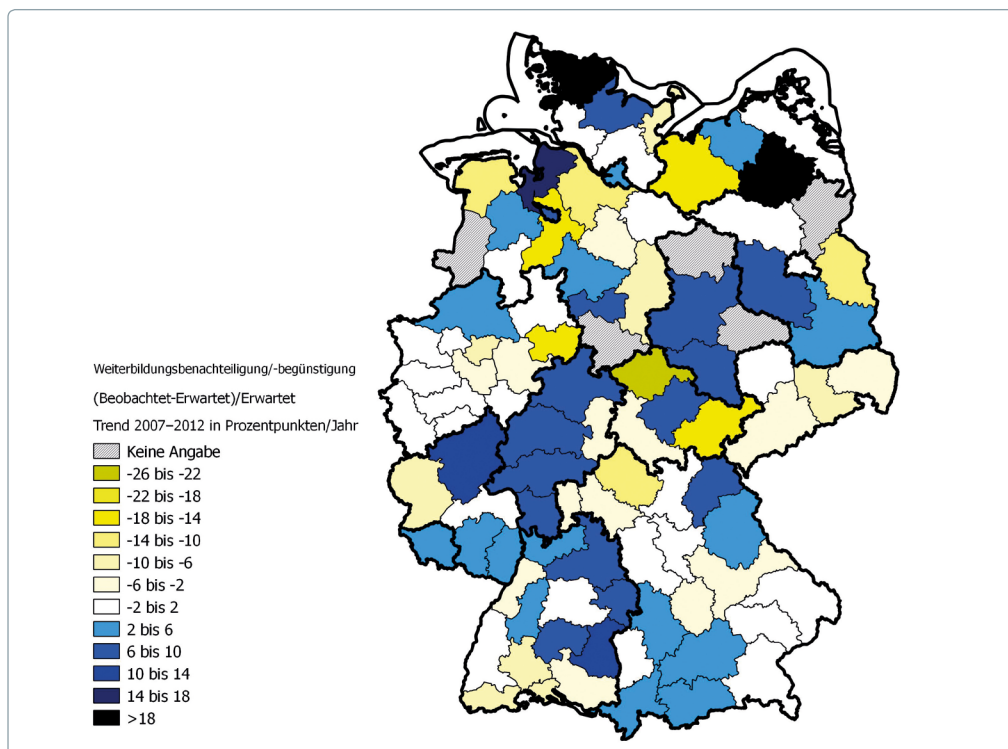 Weiterbildungsbenachteiligung/-begünstigung
(Beobachtet-Erwartet)/Erwartet
Trend 2007–2012 in Prozentpunkten/Jahr
Keine Angabe
-26 bis -22
-22 bis -18
-18 bis -14
-14 bis -10
-10 bis -6
-6 bis -2
-2 bis 2
2 bis 6
6 bis 10
10 bis 14
14 bis 18
>18